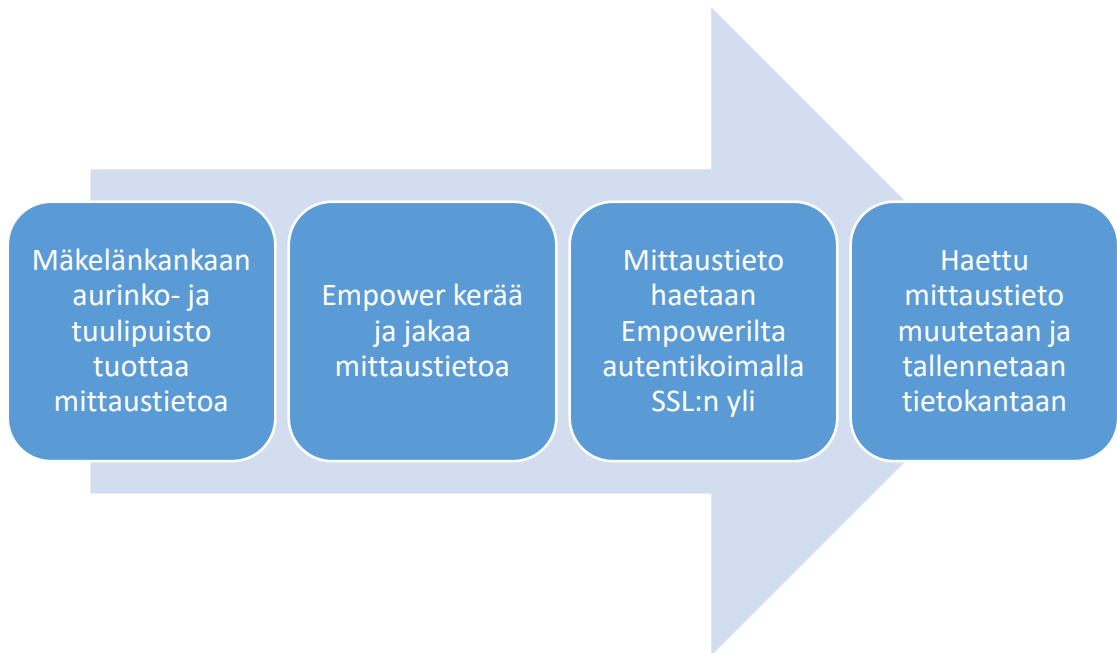 Mäkelänkankaan
aurinko- ja
tuulipuisto
tuottaa
mittaustietoa
Empower kerää
ja jakaa
mittaustietoa
Mittaustieto
haetaan
Empowerilta
autentikoimalla
SSL:n yli
Haettu
mittaustieto
muutetaan ja
tallennetaan
tietokantaan